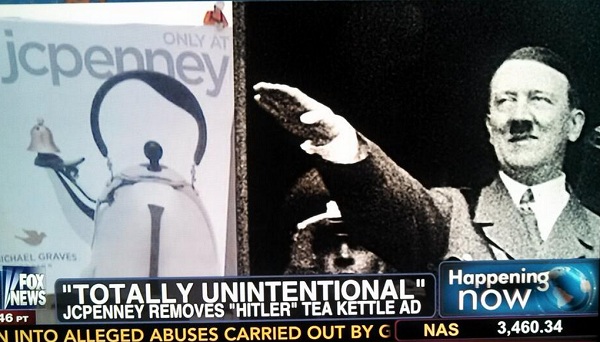 ONLY AT
jcpenney
ICHAEL GRAVES
FOX
NEWS
"TOTALLY UNINTENTIONAL"
JCPENNEY REMOVES "HITLER" TEA KETTLE AD
Happening
now
46 PT
N INTO ALLEGED ABUSES CARRIED OUT BY G
NAS 3,460.34